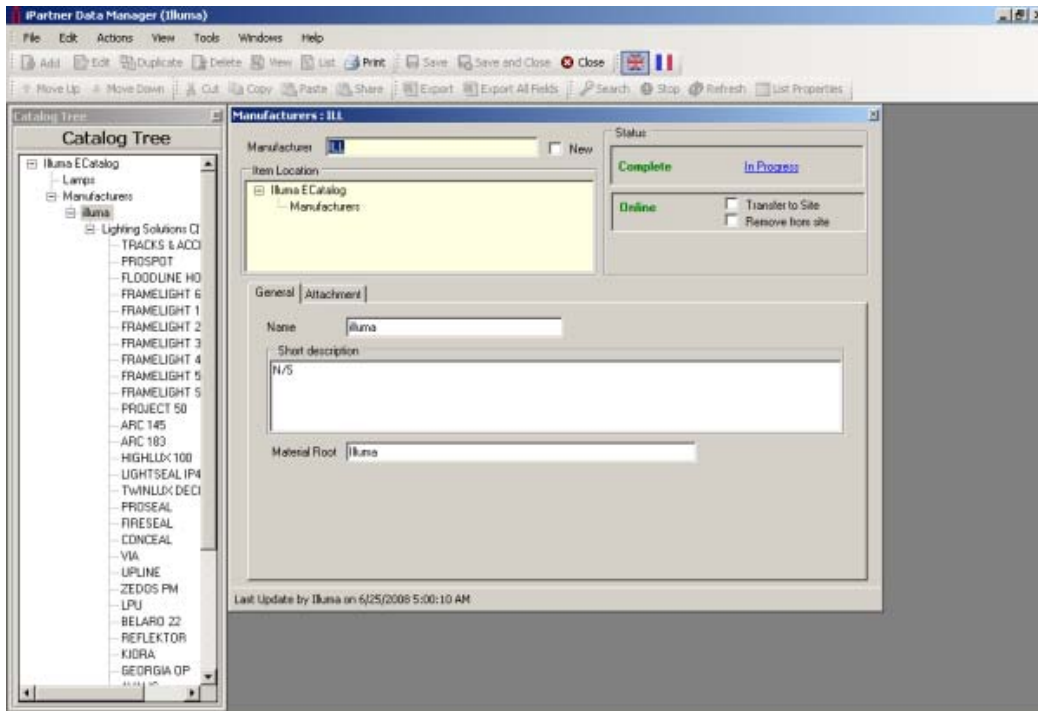 iPartner Data Manager (Illuma)
File Edit Actions View Tools Windows Help
Add Edit Duplicate Delete View List Print Save Save and Close Close
Move Up Move Down Cut Copy Paste Share Export Export All Fields Search Stop Refresh List Properties
Catalog Tree
Catalog Tree
Illuma ECatalog
Lamps
Manufacturers
illuma
Lighting Solutions Cl
TRACKS & ACC
PROSPOT
FLOODLINE HO
FRAMELIGHT 6
FRAMELIGHT 1
FRAMELIGHT 2
FRAMELIGHT 3
FRAMELIGHT 4
FRAMELIGHT 5
FRAMELIGHT 5
PROJECT 50
ARC 145
ARC 183
HIGHLUX 100
LIGHTSEAL IP4
TWINLUX DECI
PROSEAL
FIRESEAL
CONCEAL
VIA
UPLINE
ZEDOS PM
LPU
BELARO 22
REFLEKTOR
KIORA
GEORGIA OP
Manufacturers : ILL
Manufacturer ILL New
Item Location
Illuma ECatalog
Manufacturers
Status
Complete In Progress
Online Transfer to Site
Remove from site
General Attachment
Name illuma
Short description
N/S
Material Root Illuma
Last Update by Illuma on 6/25/2008 5:00:10 AM